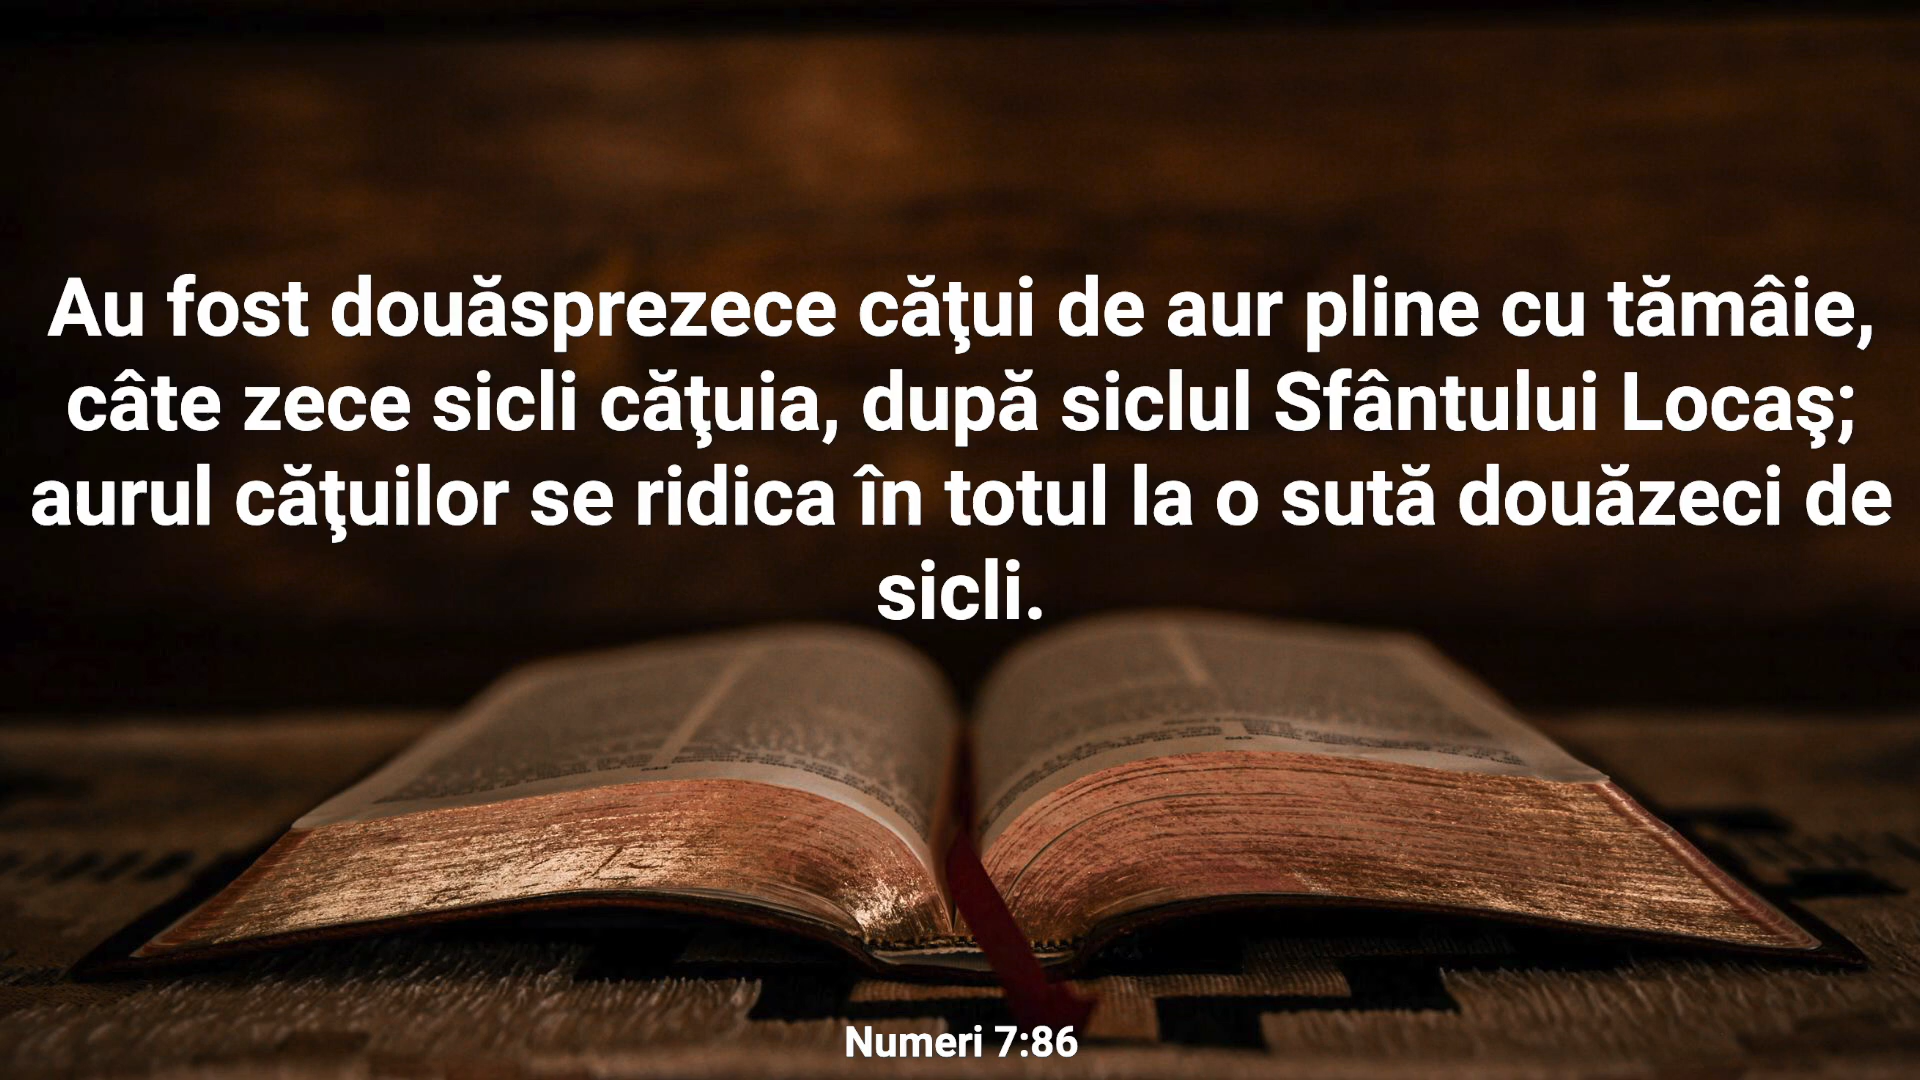 Au fost douăsprezece căţui de aur pline cu tămâie,
câte zece sicli căţuia, după siclul Sfântului Locaş;
aurul căţuilor se ridica în totul la o sută douăzeci de
sicli.
Numeri 7:86